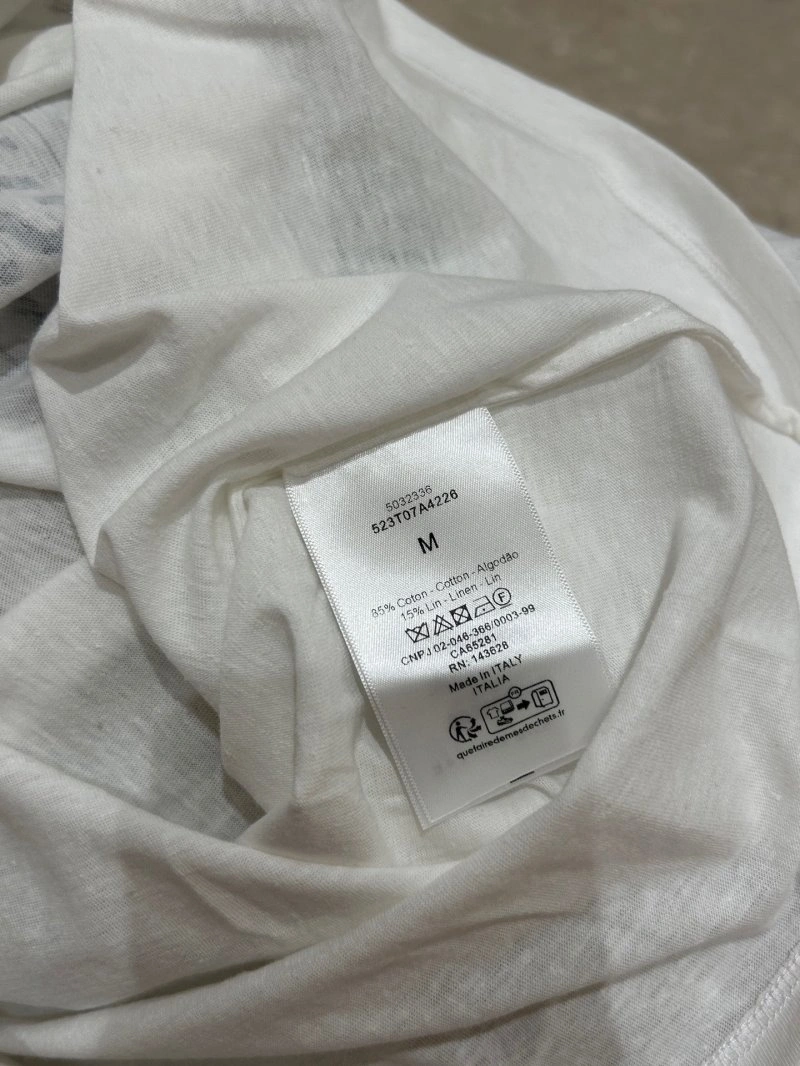 5032336
523T07A4226
M
85% Coton - Cotton - Algodão
15% Lin - Linen - Lin
F
CNPJ 02-046-366/0003-99
CA65281
RN: 143628
Made in ITALY
ITALIA
quefairedemesdechets.fr